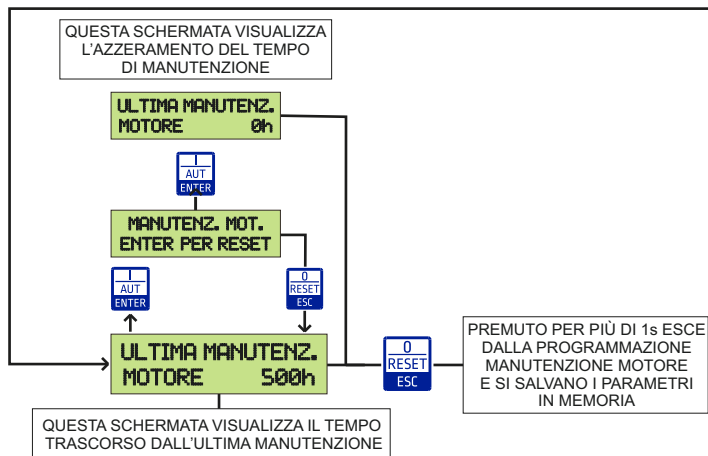 QUESTA SCHERMATA VISUALIZZA
L'AZZERAMENTO DEL TEMPO
DI MANUTENZIONE
ULTIMA MANUTENZ.
MOTORE 0h
I
AUT
ENTER
MANUTENZ. MOT.
ENTER PER RESET
I
AUT
ENTER
0
RESET
ESC
ULTIMA MANUTENZ.
MOTORE 500h
0
RESET
ESC
PREMUTO PER PIÙ DI 1s ESCE
DALLA PROGRAMMAZIONE
MANUTENZIONE MOTORE
E SI SALVANO I PARAMETRI
IN MEMORIA
QUESTA SCHERMATA VISUALIZZA IL TEMPO
TRASCORSO DALL'ULTIMA MANUTENZIONE